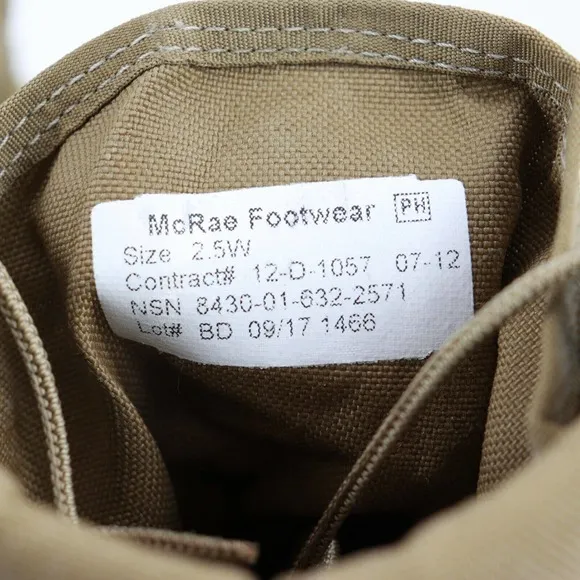 McRae Footwear PH
Size 2.5W
Contract# 12-D-1057 07-12
NSN 8430-01-632-2571
Lot# BD 09/17 1466